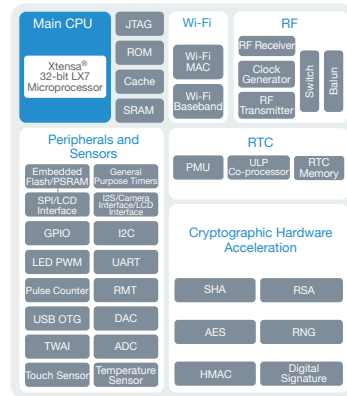 Main CPU
Xtensa®
32-bit LX7
Microprocessor
JTAG
ROM
Cache
SRAM
Wi-Fi
Wi-Fi
MAC
Wi-Fi
Baseband
RF
RF Receiver
Clock
Generator
RF
Transmitter
Switch
Balun
Peripherals and
Sensors
Embedded
Flash/PSRAM
General
Purpose Timers
SPI/LCD
Interface
I2S/Camera
Interface/LCD
Interface
GPIO
I2C
LED PWM
UART
Pulse Counter
RMT
USB OTG
DAC
TWAI
ADC
Touch Sensor
Temperature
Sensor
RTC
PMU
ULP
Co-processor
RTC
Memory
Cryptographic Hardware
Acceleration
SHA
RSA
AES
RNG
HMAC
Digital
Signature